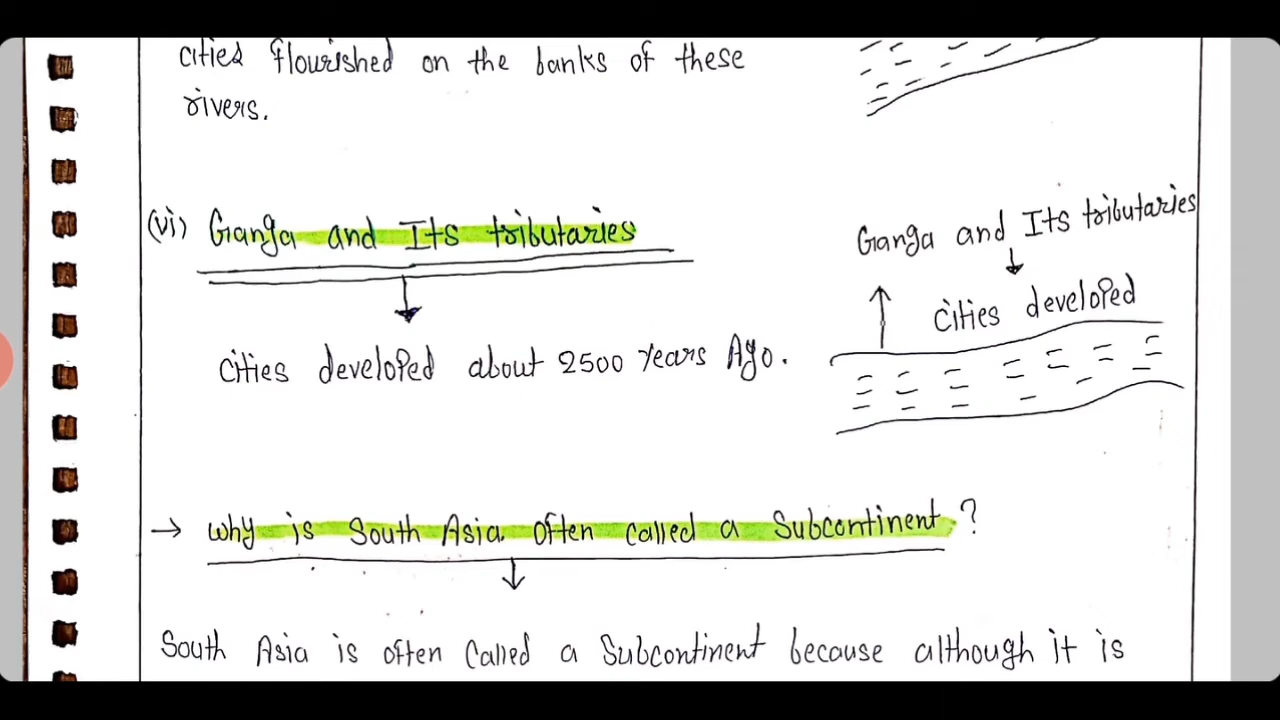 cities flourished on the banks of these
rivers.
(vi) Ganga and Its tributaries
cities developed about 2500 Years Ago.
Ganga and Its tributaries
cities developed
→ why is South Asia often called a Subcontinent ?
South Asia is often called a Subcontinent because although it is